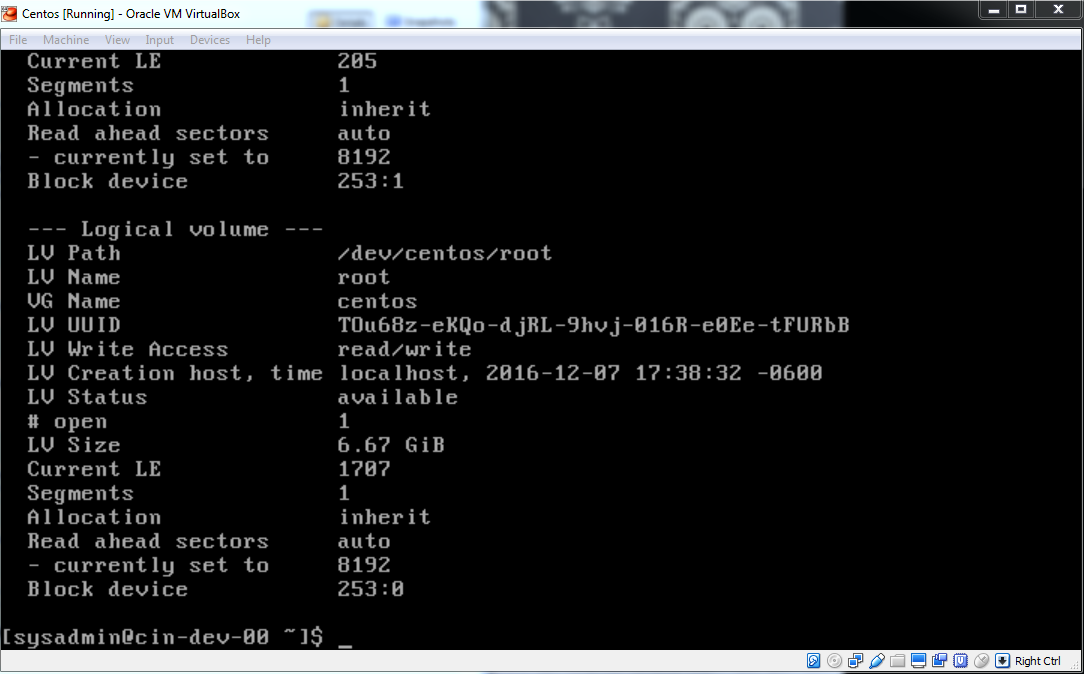 Centos [Running] - Oracle VM VirtualBox
File Machine View Input Devices Help
Current LE 205
Segments 1
Allocation inherit
Read ahead sectors auto
- currently set to 8192
Block device 253:1
--- Logical volume ---
LV Path /dev/centos/root
LV Name root
VG Name centos
LV UUID TOu68z-eKQo-djRL-9hvj-016R-e0Ee-tFURbB
LV Write Access read/write
LV Creation host, time localhost, 2016-12-07 17:38:32 -0600
LV Status available
# open 1
LV Size 6.67 GiB
Current LE 1707
Segments 1
Allocation inherit
Read ahead sectors auto
- currently set to 8192
Block device 253:0
[sysadmin@cin-dev-00 ~]$ _
Right Ctrl